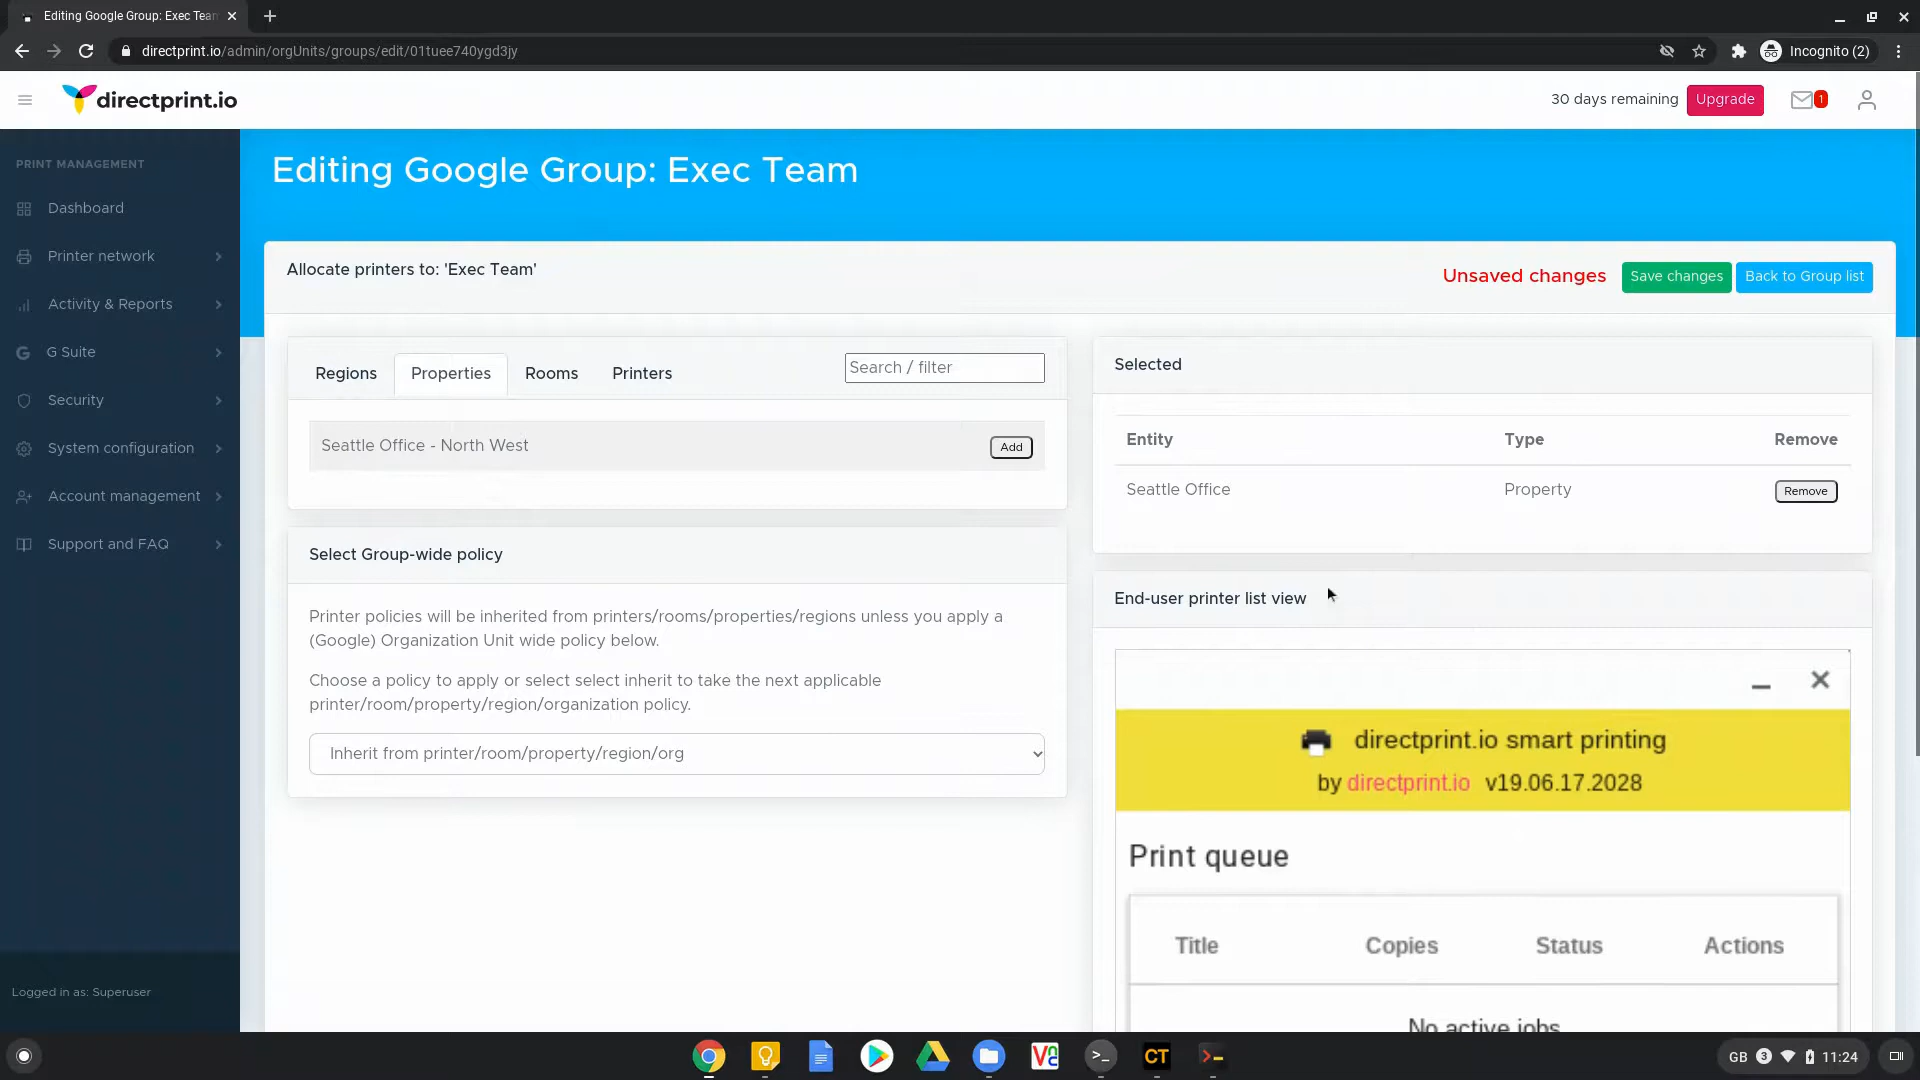 Editing Google Group: Exec Team
directprint.io/admin/orgUnits/groups/edit/01tuee740ygd3jy
Incognito (2)
directprint.io
30 days remaining
Upgrade
1
PRINT MANAGEMENT
Dashboard
Printer network
Activity & Reports
G Suite
Security
System configuration
Account management
Support and FAQ
Logged in as: Superuser
Editing Google Group: Exec Team
Allocate printers to: 'Exec Team'
Unsaved changes
Save changes
Back to Group list
Regions
Properties
Rooms
Printers
Search / filter
Seattle Office - North West
Add
Select Group-wide policy
Printer policies will be inherited from printers/rooms/properties/regions unless you apply a
(Google) Organization Unit wide policy below.
Choose a policy to apply or select select inherit to take the next applicable
printer/room/property/region/organization policy.
Inherit from printer/room/property/region/org
Selected
Entity Type Remove
Seattle Office Property Remove
End-user printer list view
directprint.io smart printing
by directprint.io v19.06.17.2028
Print queue
Title Copies Status Actions
No active jobs
CT
GB 3 11:24